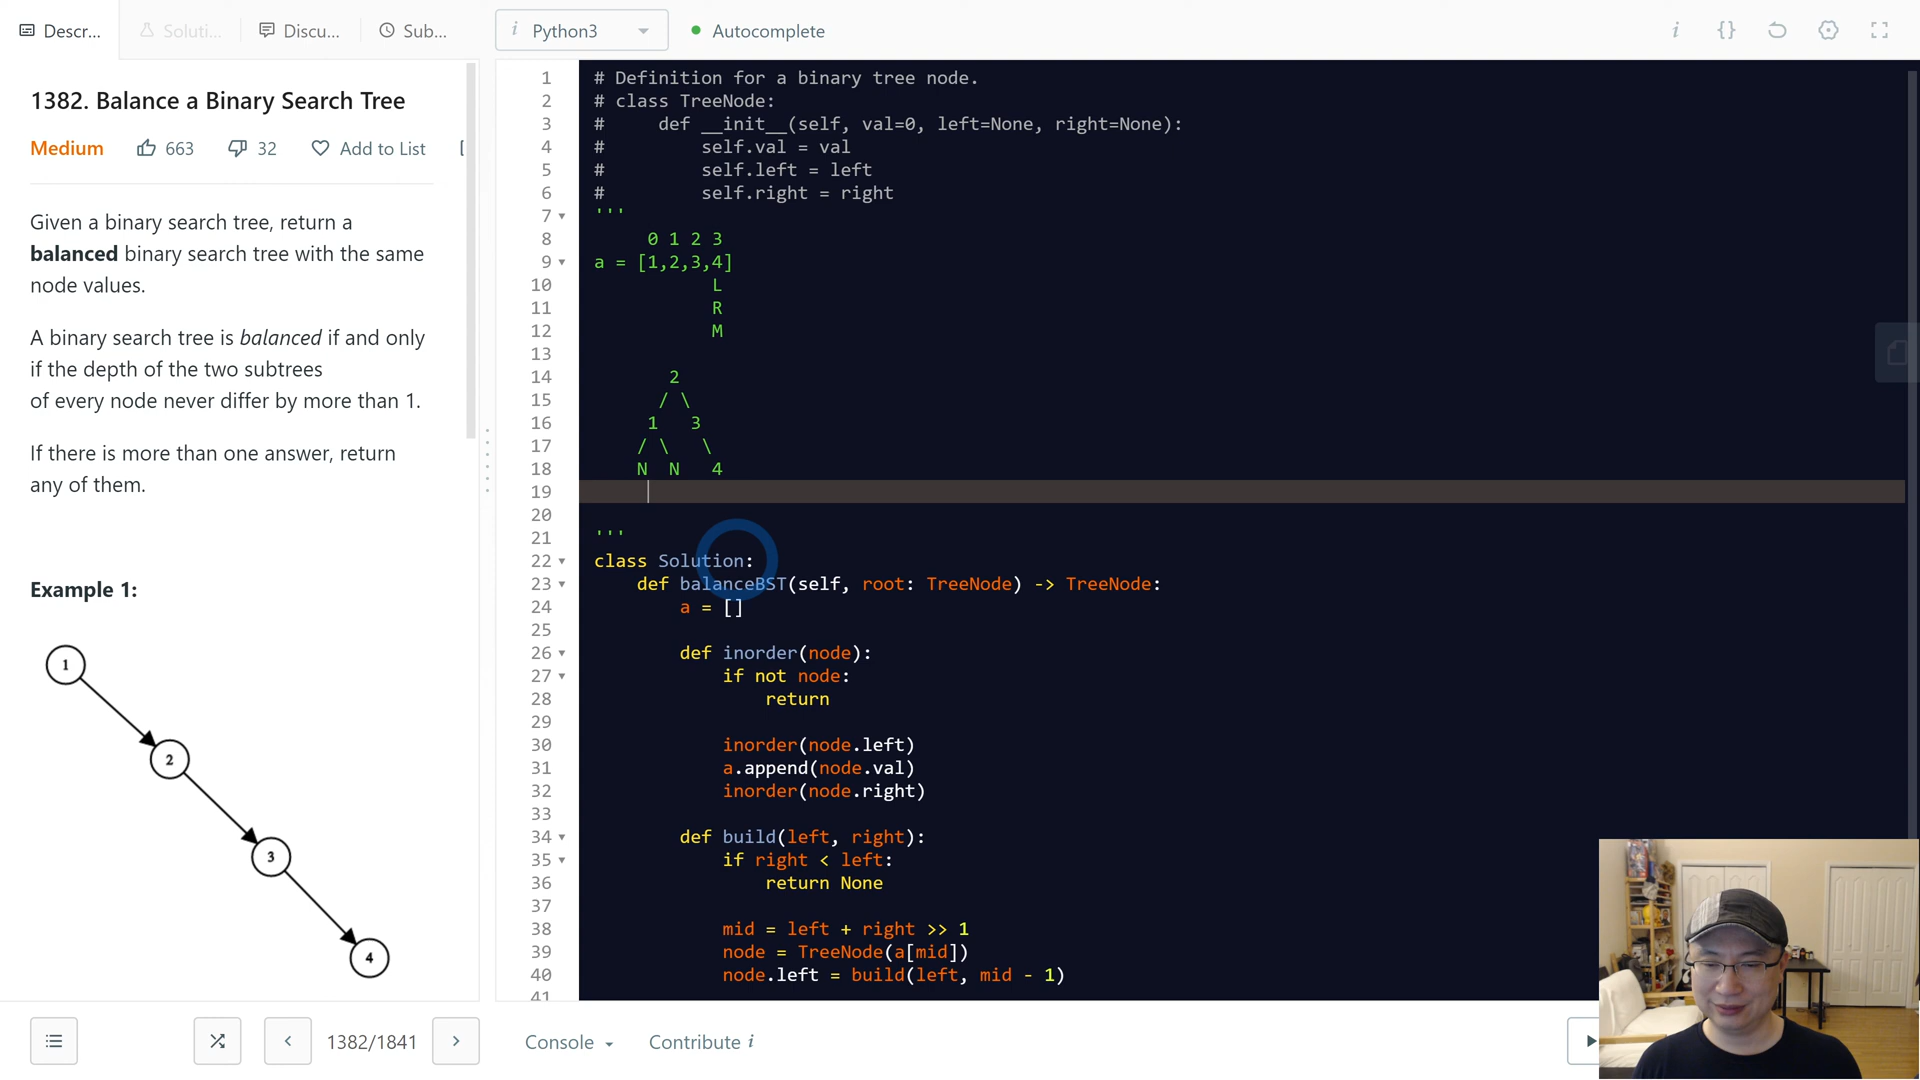 Descr...
Soluti...
Discu...
Sub...
i Python3
Autocomplete
i {}
1382. Balance a Binary Search Tree
Medium 663 32 Add to List
Given a binary search tree, return a
balanced binary search tree with the same
node values.
A binary search tree is balanced if and only
if the depth of the two subtrees
of every node never differ by more than 1.
If there is more than one answer, return
any of them.
Example 1:
1
2
3
4
1 # Definition for a binary tree node.
2 # class TreeNode:
3 #     def __init__(self, val=0, left=None, right=None):
4 #         self.val = val
5 #         self.left = left
6 #         self.right = right
7 '''
8      0 1 2 3
9 a = [1,2,3,4]
10            L
11            R
12            M
13
14        2
15       / \
16      1   3
17     / \   \
18     N  N   4
19
20
21 '''
22 class Solution:
23     def balanceBST(self, root: TreeNode) -> TreeNode:
24         a = []
25
26         def inorder(node):
27             if not node:
28                 return
29
30             inorder(node.left)
31             a.append(node.val)
32             inorder(node.right)
33
34         def build(left, right):
35             if right < left:
36                 return None
37
38             mid = left + right >> 1
39             node = TreeNode(a[mid])
40             node.left = build(left, mid - 1)
41
1382/1841
Console
Contribute i